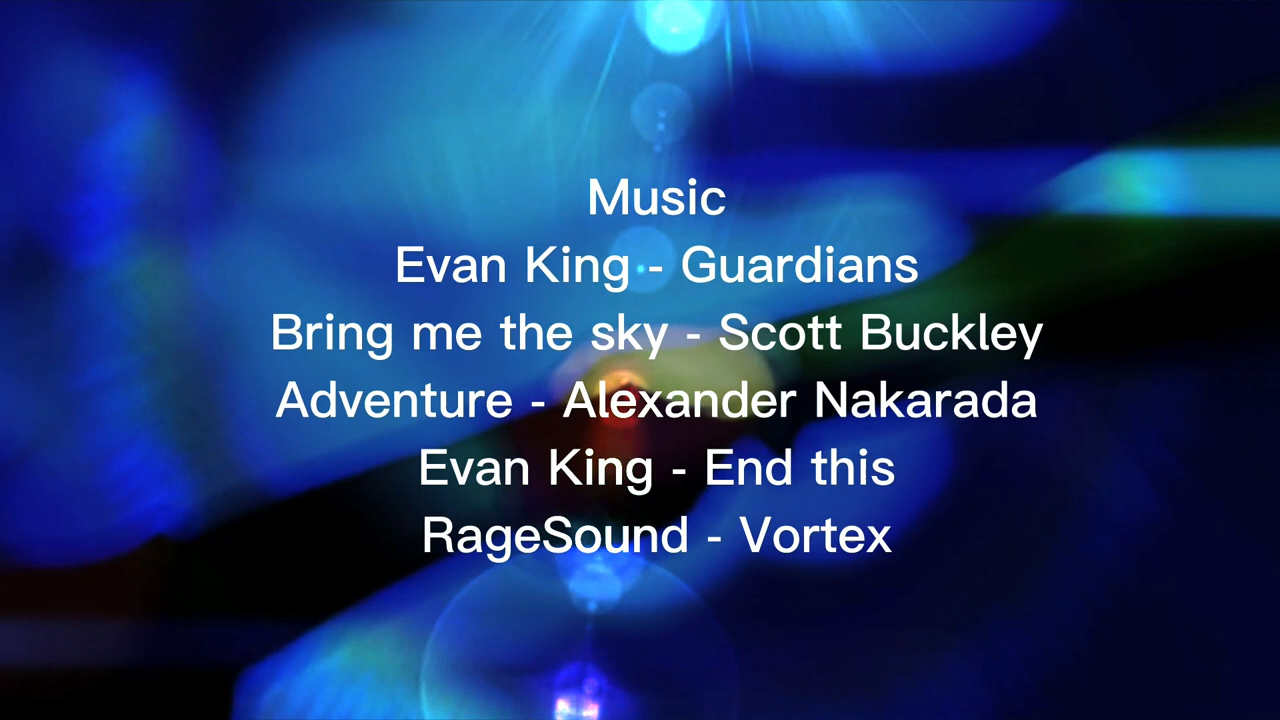 Music
Evan King - Guardians
Bring me the sky - Scott Buckley
Adventure - Alexander Nakarada
Evan King - End this
RageSound - Vortex